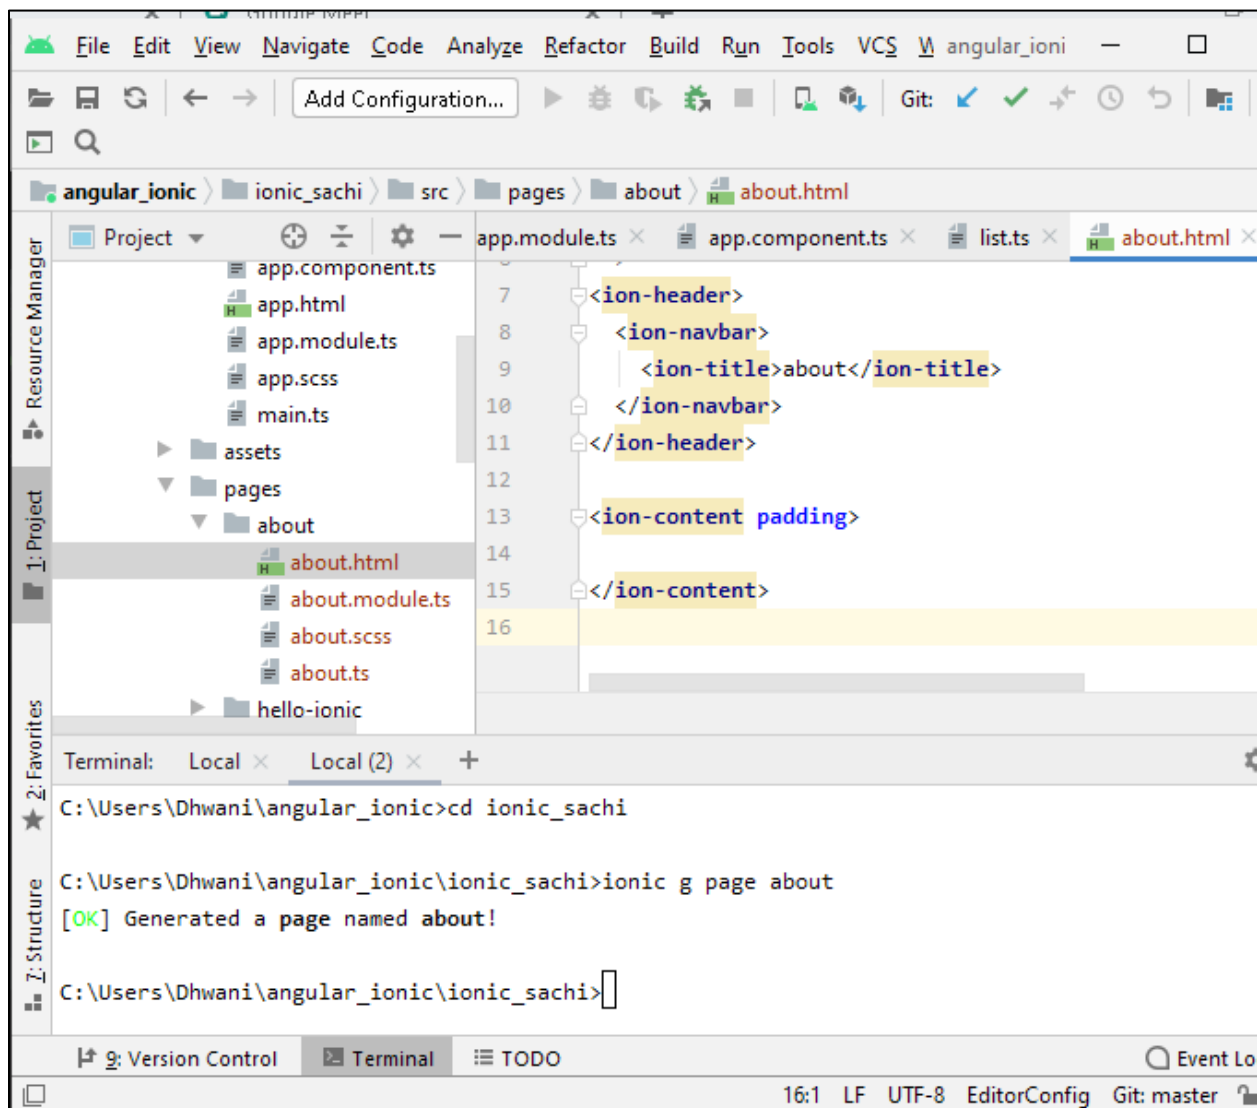 Google Meet
File Edit View Navigate Code Analyze Refactor Build Run Tools VCS W angular_ioni
Add Configuration... Git:
angular_ionic ionic_sachi src pages about about.html
Project app.module.ts app.component.ts list.ts about.html
Resource Manager
1: Project
2: Favorites
7: Structure
app.component.ts
app.html
app.module.ts
app.scss
main.ts
assets
pages
about
about.html
about.module.ts
about.scss
about.ts
hello-ionic
7 <ion-header>
8 <ion-navbar>
9 <ion-title>about</ion-title>
10 </ion-navbar>
11 </ion-header>
12
13 <ion-content padding>
14
15 </ion-content>
16
Terminal: Local Local (2)
C:\Users\Dhwani\angular_ionic>cd ionic_sachi
C:\Users\Dhwani\angular_ionic\ionic_sachi>ionic g page about
[OK] Generated a page named about!
C:\Users\Dhwani\angular_ionic\ionic_sachi>
9: Version Control Terminal TODO Event Lo
16:1 LF UTF-8 EditorConfig Git: master